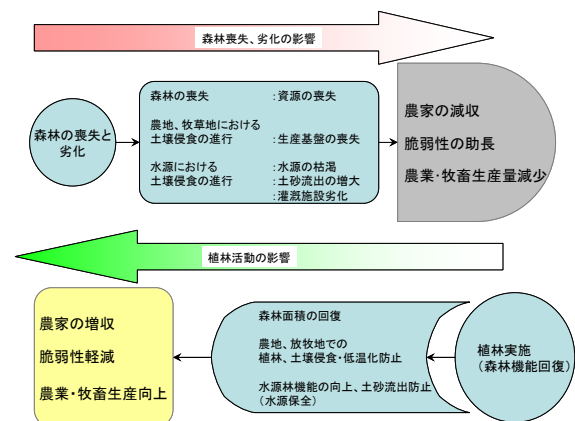 森林喪失、劣化の影響
森林の喪失と
劣化
森林の喪失 :資源の喪失
農地、牧草地における
土壌侵食の進行 :生産基盤の喪失
水源における :水源の枯渇
土壌侵食の進行 :土砂流出の増大
:灌漑施設劣化
農家の減収
脆弱性の助長
農業・牧畜生産量減少
植林活動の影響
農家の増収
脆弱性軽減
農業・牧畜生産向上
森林面積の回復
農地、放牧地での
植林、土壌侵食・低温化防止
水源林機能の向上、土砂流出防止
（水源保全）
植林実施
（森林機能回復）